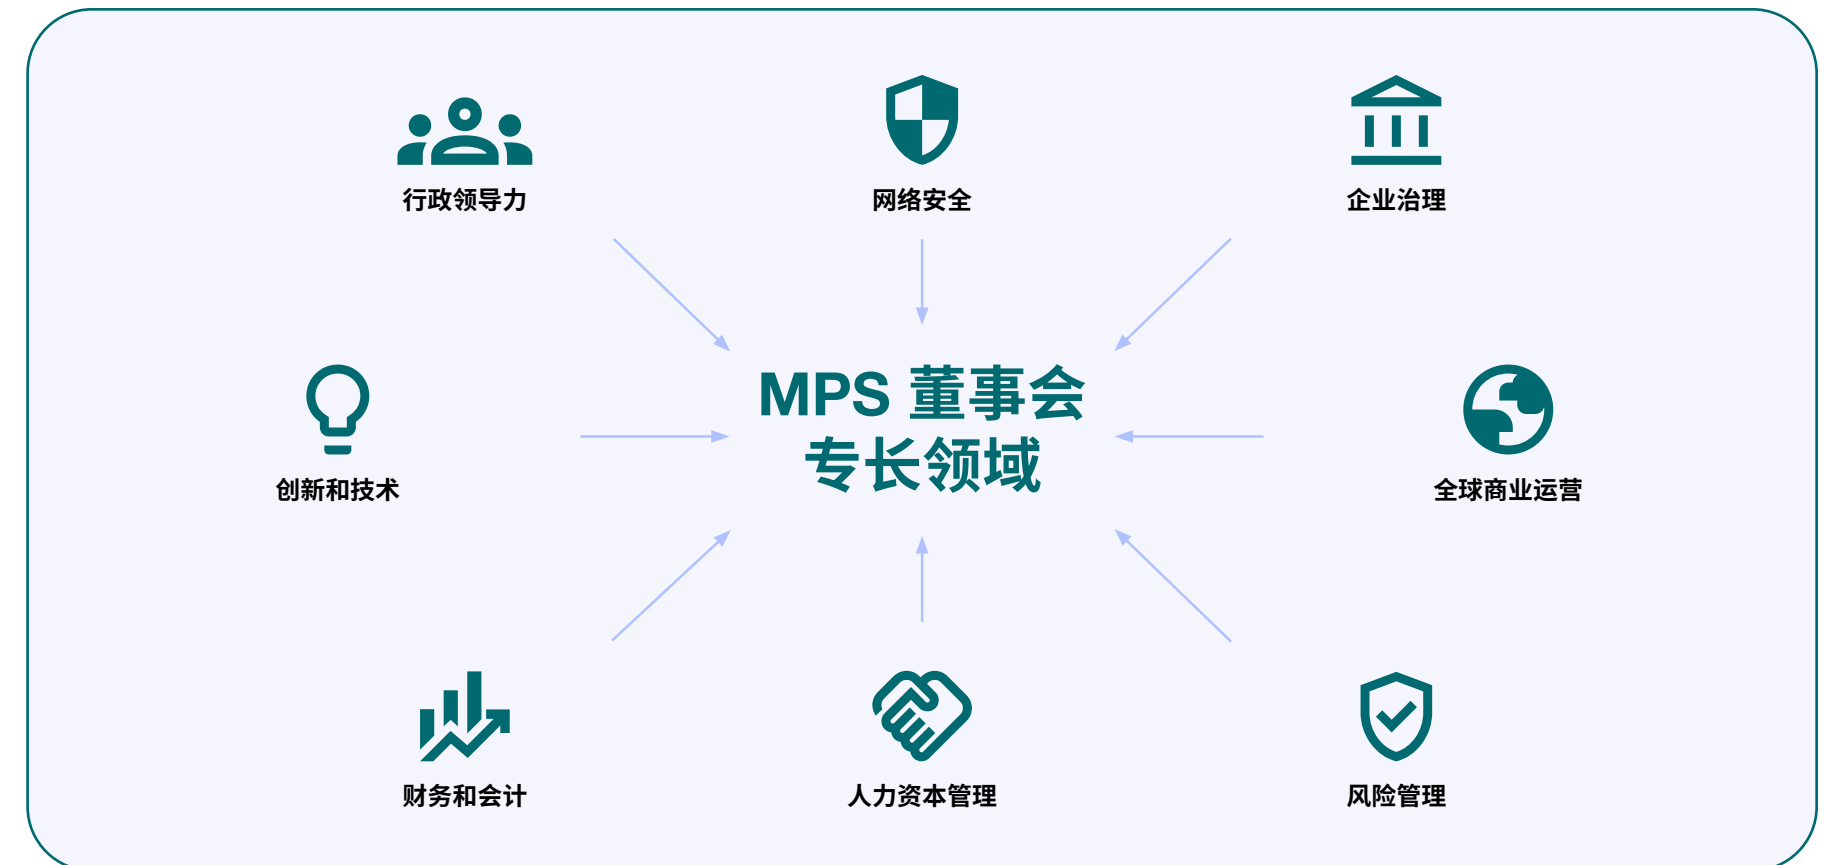 行政领导力
网络安全
企业治理
MPS 董事会
专长领域
创新和技术
全球商业运营
财务和会计
人力资本管理
风险管理